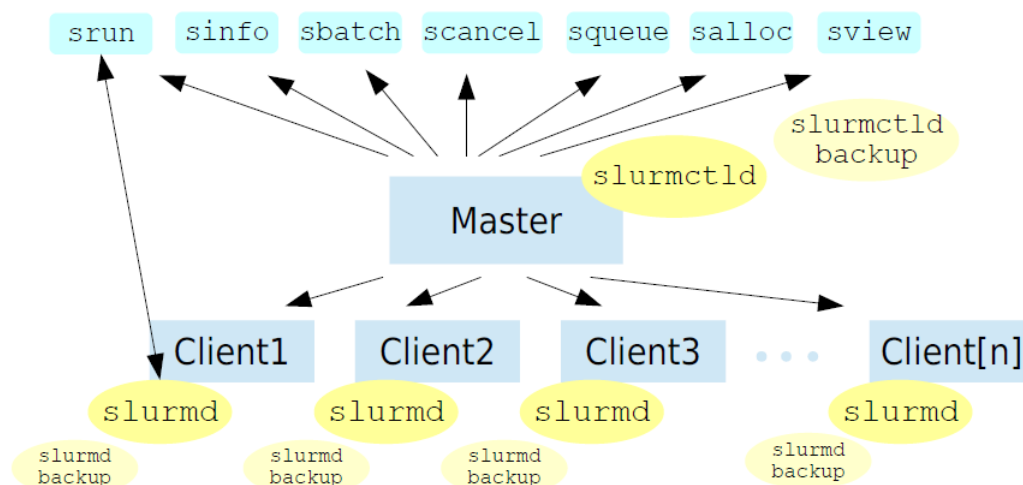 srun sinfo sbatch scancel squeue salloc sview
slurmctld
backup
slurmctld
Master
Client1 Client2 Client3 ... Client[n]
slurmd slurmd slurmd slurmd
slurmd slurmd slurmd slurmd
backup backup backup backup